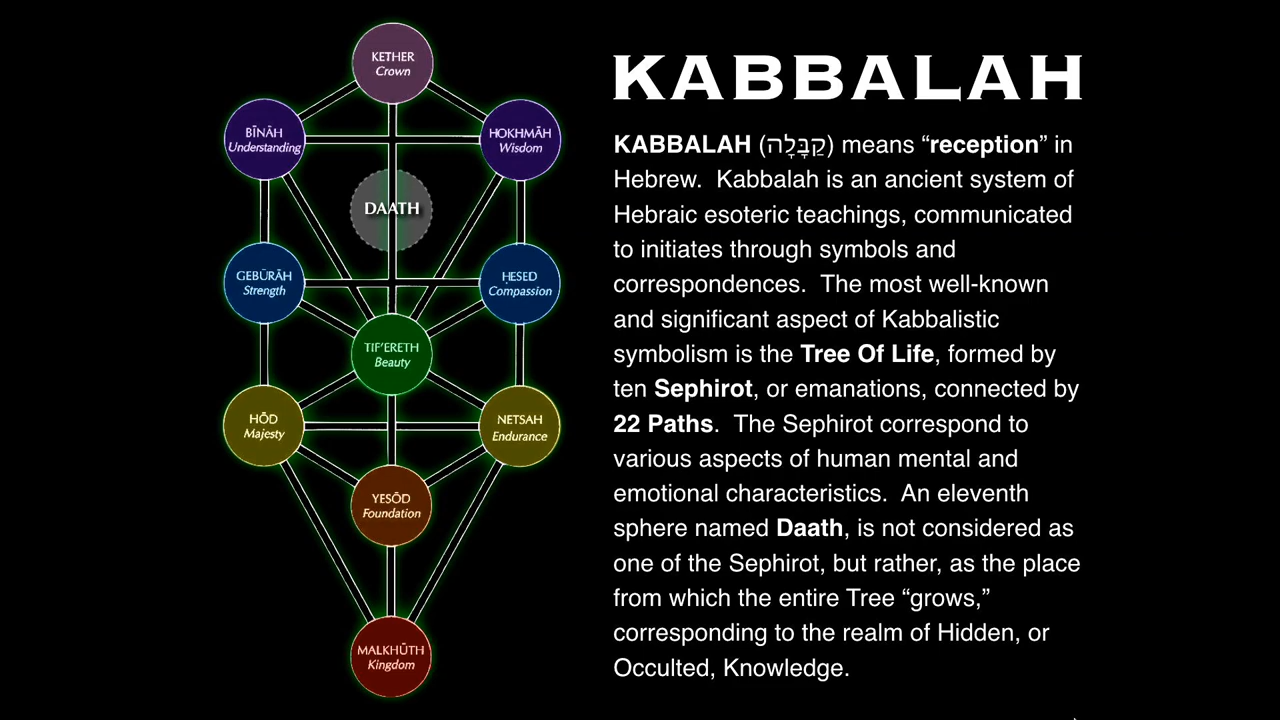 KETHER
Crown
BĪNĀH
Understanding
HOKHMĀH
Wisdom
DAATH
GEBŪRĀH
Strength
ḤESED
Compassion
TIF'ERETH
Beauty
HŌD
Majesty
NETSAH
Endurance
YESŌD
Foundation
MALKHŪTH
Kingdom
KABBALAH
KABBALAH (קַבָּלָה) means “reception” in
Hebrew.  Kabbalah is an ancient system of
Hebraic esoteric teachings, communicated
to initiates through symbols and
correspondences.  The most well-known
and significant aspect of Kabbalistic
symbolism is the Tree Of Life, formed by
ten Sephirot, or emanations, connected by
22 Paths.  The Sephirot correspond to
various aspects of human mental and
emotional characteristics.  An eleventh
sphere named Daath, is not considered as
one of the Sephirot, but rather, as the place
from which the entire Tree “grows,”
corresponding to the realm of Hidden, or
Occulted, Knowledge.